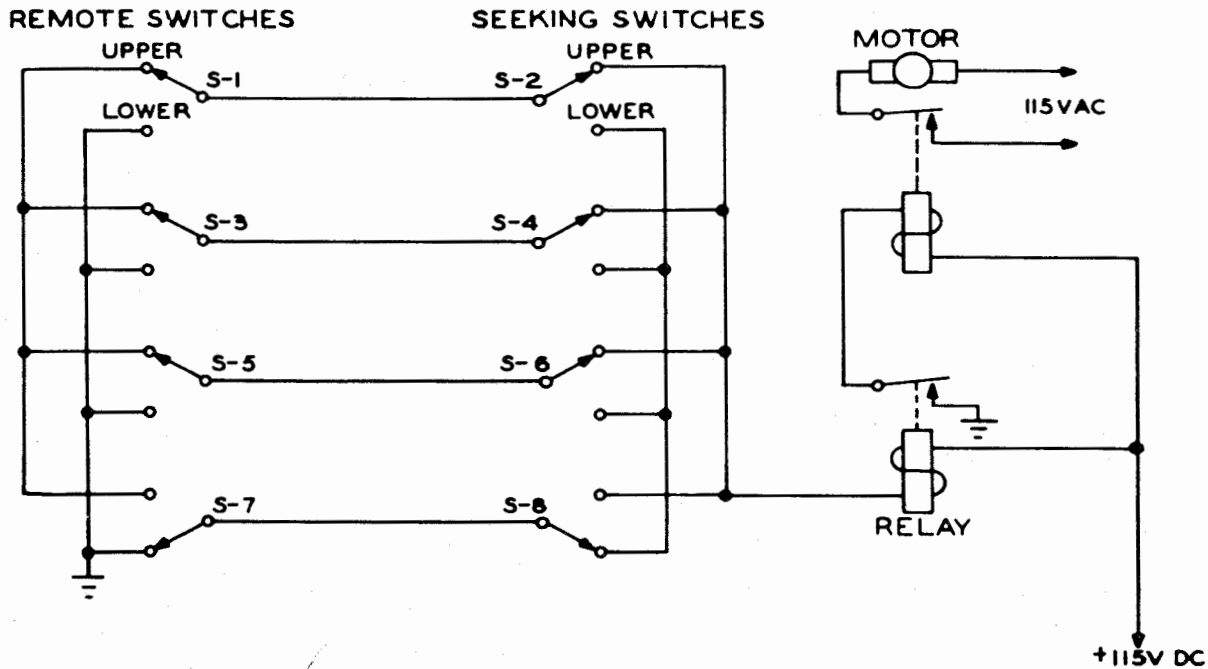 REMOTE SWITCHES
SEEKING SWITCHES
UPPER
UPPER
MOTOR
S-1
S-2
LOWER
LOWER
115VAC
S-3
S-4
S-5
S-6
S-7
S-8
RELAY
+115V DC